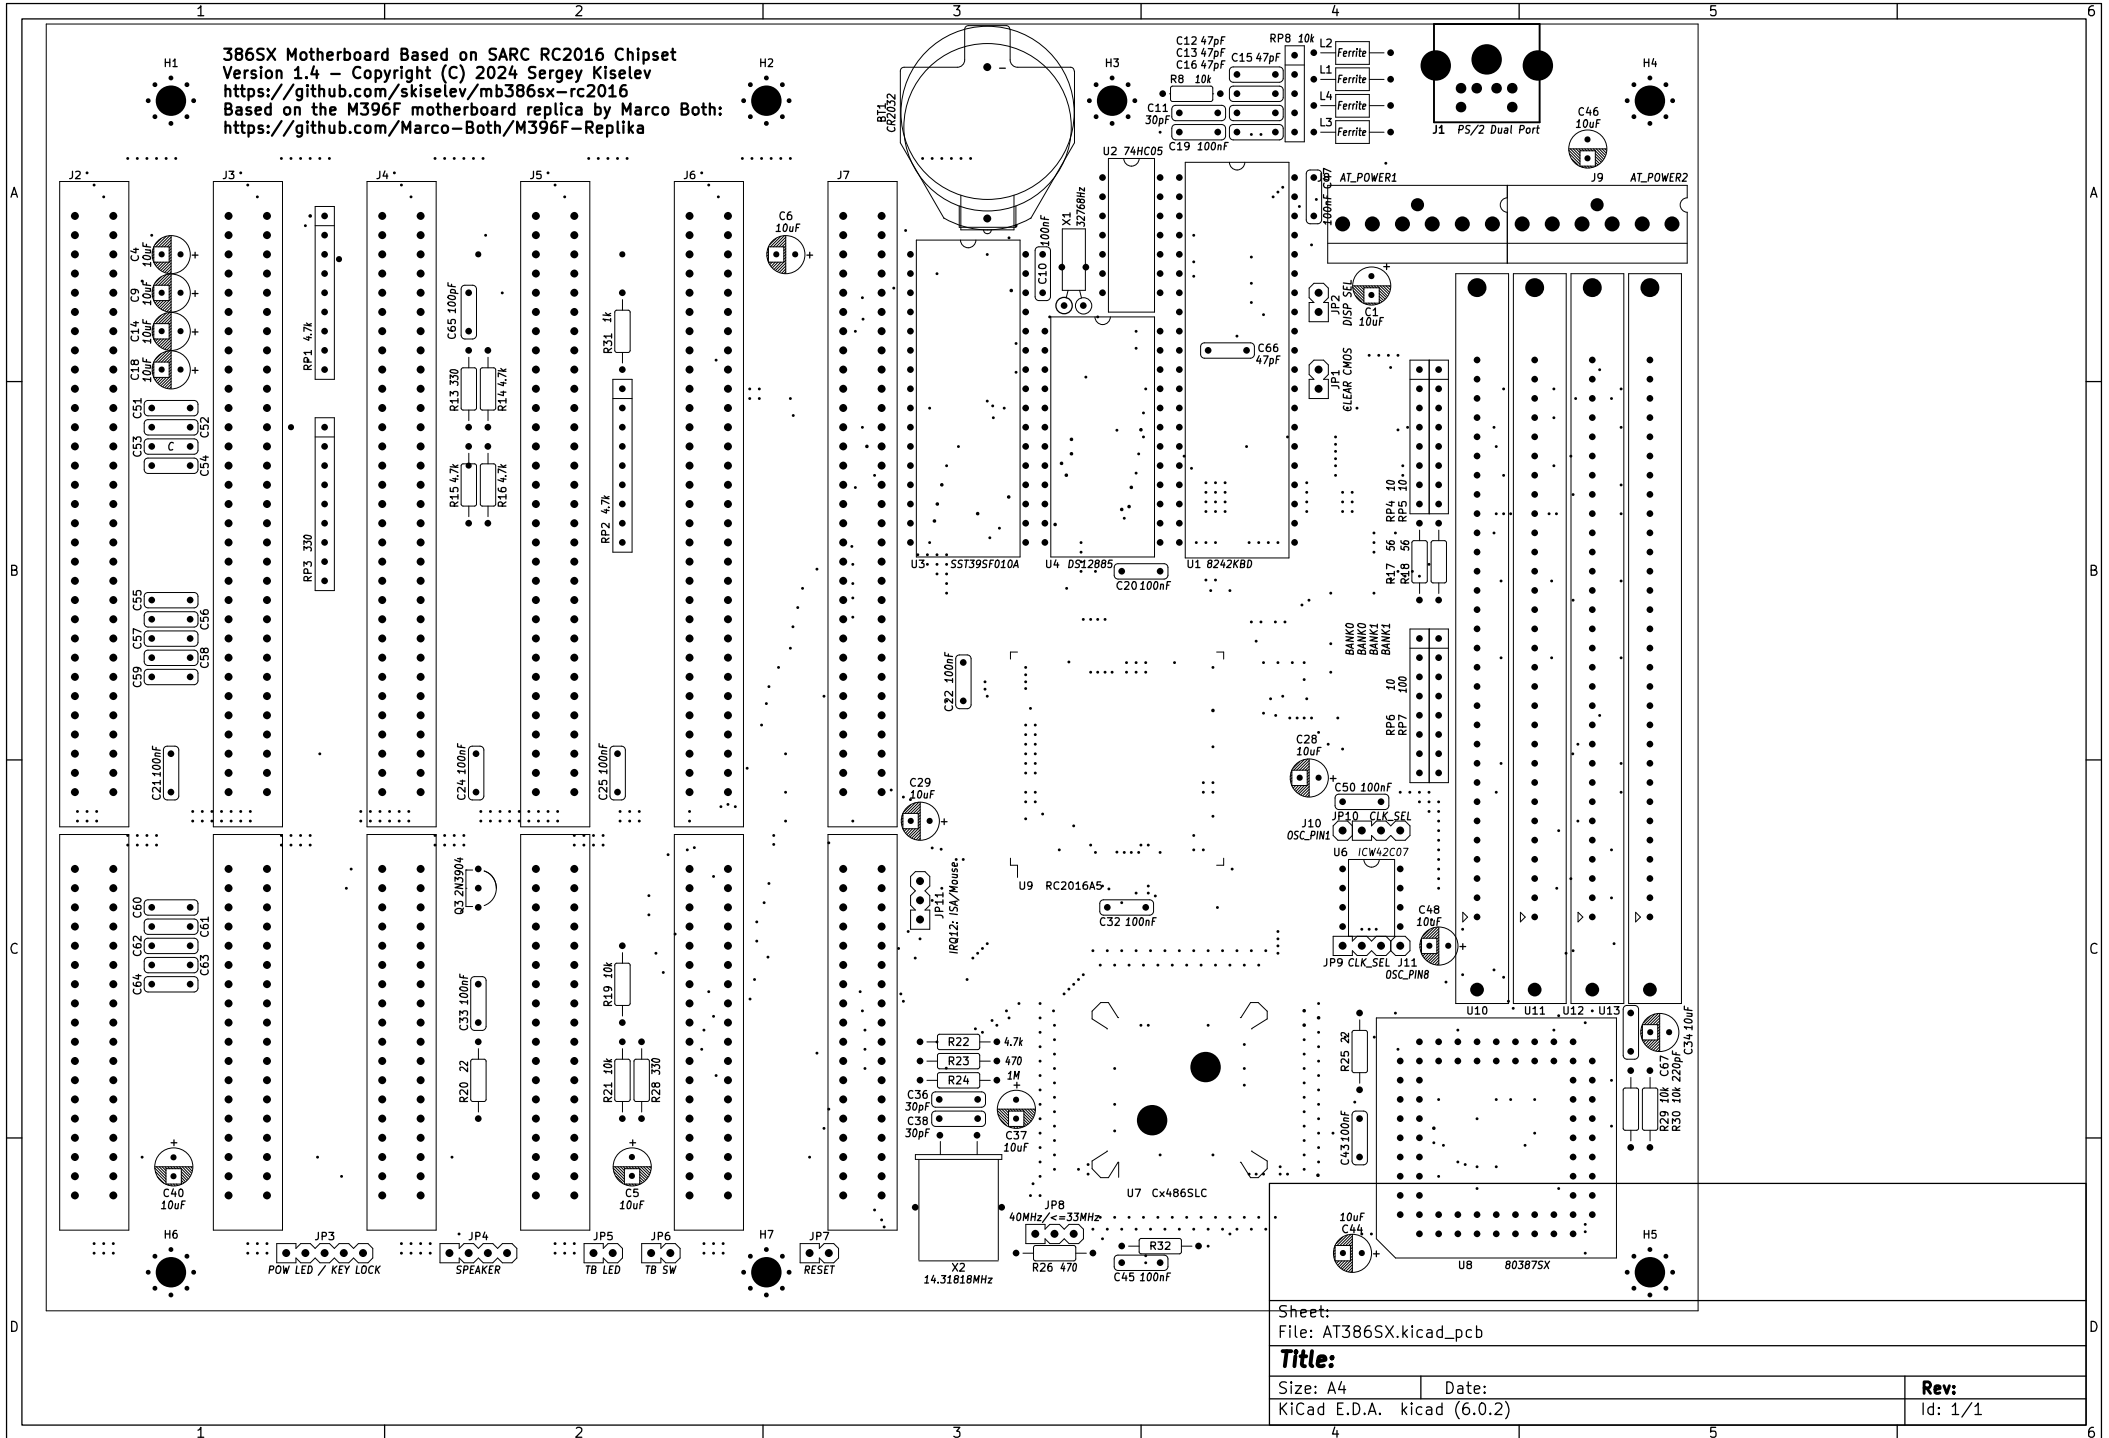 1 2 3 4 5 6
386SX Motherboard Based on SARC RC2016 Chipset
Version 1.4 – Copyright (C) 2024 Sergey Kiselev
https://github.com/skiselev/mb386sx-rc2016
Based on the M396F motherboard replica by Marco Both:
https://github.com/Marco-Both/M396F-Replika
H1
H2
H3
H4
BT1
CR2032
–
C12 47pF
C13 47pF
C16 47pF
C15 47pF
RP8 10k
R8 10k
C11
30pF
C19 100nF
L2 Ferrite
L1 Ferrite
L4 Ferrite
L3 Ferrite
J1 PS/2 Dual Port
C46
10uF
U2 74HC05
A
J2
J3
J4
J5
J6
J7
C47
100nF
AT_POWER1
J9 AT_POWER2
A
C4
10uF
C9
10uF
C14
10uF
C18
10uF
RP1 4.7k
C65 100pF
R31 1k
C6
10uF
C10 100nF
X1
32768Hz
JP2
DISP SEL
C1
10uF
C66
47pF
JP1
CLEAR CMOS
C51
C52
C53
C
C54
R13 330
R14 4.7k
R15 4.7k
R16 4.7k
RP2 4.7k
RP3 330
RP4 10
RP5 10
R17 56
R18 56
B
U3 SST39SF010A
U4 DS12885
U1 8242KBD
C20 100nF
B
C55
C56
C57
C58
C59
BANK0
BANK0
BANK1
BANK1
C22 100nF
RP6 10
RP7 100
C21 100nF
C24 100nF
C25 100nF
C28
10uF
C29
10uF
C50 100nF
JP10 CLK_SEL
J10
OSC_PIN1
U6 ICW42C07
Q3 2N3904
JP11
IRQ12: ISA/Mouse
U9 RC2016A5
C32 100nF
C48
10uF
C60
C61
C62
C63
C64
C
JP9 CLK_SEL J11
OSC_PIN8
C
R19 10k
C33 100nF
U10 U11 U12 U13
R22 4.7k
R23 470
R24 1M
C36
30pF
C38
30pF
C37
10uF
R20 22
R21 10k
R28 330
R25 22
C43 100nF
C67
220pF
C34 10uF
R29 10k
R30 10k
C40
10uF
C5
10uF
U7 Cx486SLC
JP8
40MHz/<=33MHz
10uF
C44
H6
JP3
POW LED / KEY LOCK
JP4
SPEAKER
JP5
TB LED
JP6
TB SW
H7
JP7
RESET
X2
14.31818MHz
R26 470
R32
C45 100nF
U8 80387SX
H5
D
D
Sheet:
File: AT386SX.kicad_pcb
Title:
Size: A4 Date: Rev:
KiCad E.D.A. kicad (6.0.2) Id: 1/1
1 2 3 4 5 6